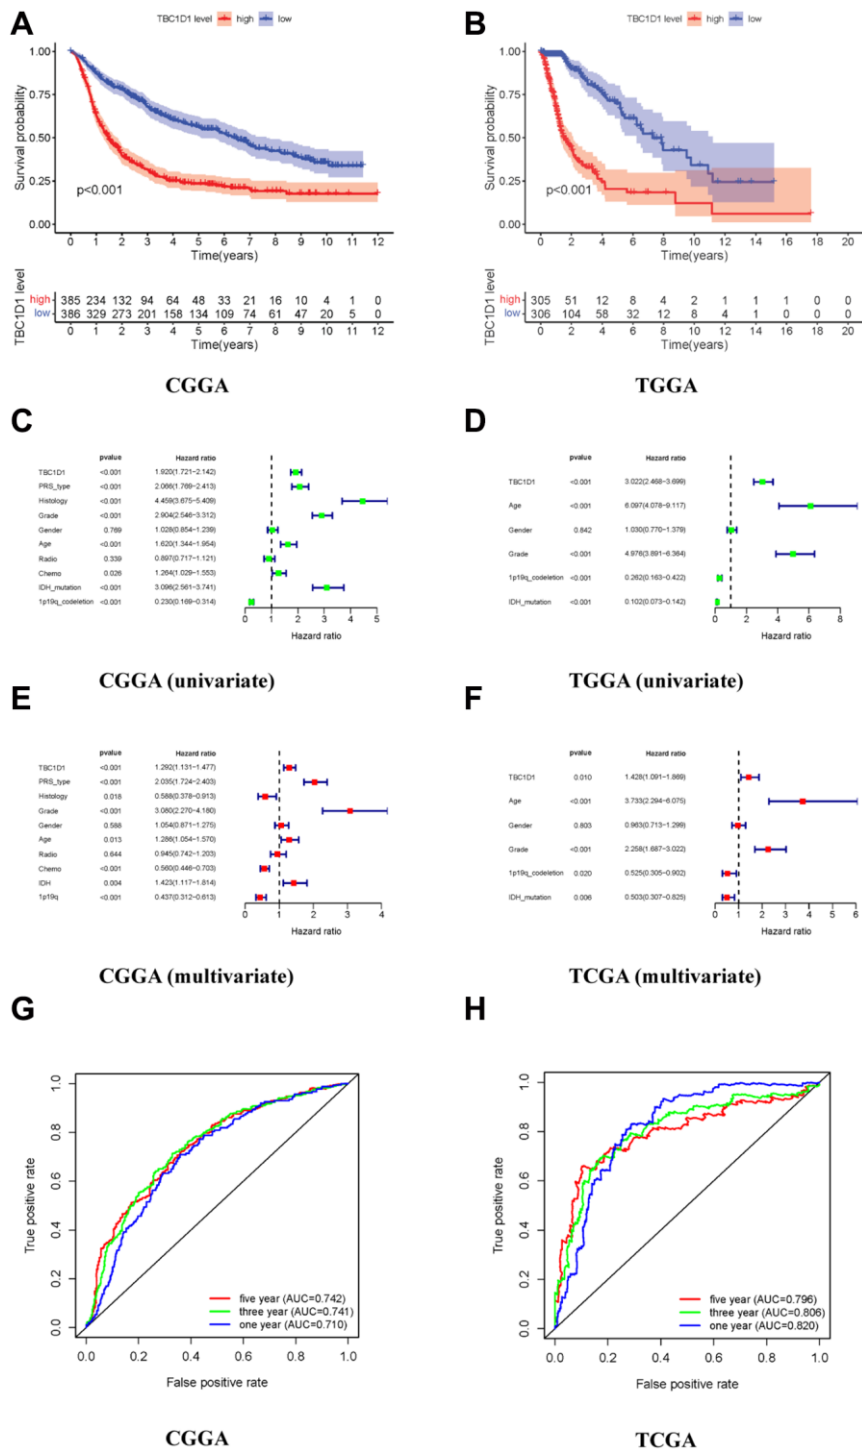 A
TBC1D1 level high low
Survival probability
1.00
0.75
0.50
0.25
0.00
p<0.001
0 1 2 3 4 5 6 7 8 9 10 11 12
Time(years)
TBC1D1 level
high 385 234 132 94 64 48 33 21 16 10 4 1 0
low 386 329 273 201 158 134 109 74 61 47 20 5 0
0 1 2 3 4 5 6 7 8 9 10 11 12
Time(years)
CGGA
B
TBC1D1 level high low
Survival probability
1.00
0.75
0.50
0.25
0.00
p<0.001
0 2 4 6 8 10 12 14 16 18 20
Time(years)
TBC1D1 level
high 305 51 12 8 4 2 1 1 1 0 0
low 306 104 58 32 12 8 4 1 0 0 0
0 2 4 6 8 10 12 14 16 18 20
Time(years)
TGGA
C
pvalue Hazard ratio
TBC1D1 <0.001 1.920(1.721−2.142)
PRS_type <0.001 2.066(1.769−2.413)
Histology <0.001 4.459(3.675−5.409)
Grade <0.001 2.904(2.546−3.312)
Gender 0.769 1.028(0.854−1.239)
Age <0.001 1.620(1.344−1.954)
Radio 0.339 0.897(0.717−1.121)
Chemo 0.026 1.264(1.029−1.553)
IDH_mutation <0.001 3.096(2.561−3.741)
1p19q_codeletion <0.001 0.230(0.169−0.314)
0 1 2 3 4 5
Hazard ratio
CGGA (univariate)
D
pvalue Hazard ratio
TBC1D1 <0.001 3.022(2.468−3.699)
Age <0.001 6.097(4.078−9.117)
Gender 0.842 1.030(0.770−1.379)
Grade <0.001 4.976(3.891−6.364)
1p19q_codeletion <0.001 0.262(0.163−0.422)
IDH_mutation <0.001 0.102(0.073−0.142)
0 2 4 6 8
Hazard ratio
TGGA (univariate)
E
pvalue Hazard ratio
TBC1D1 <0.001 1.292(1.131−1.477)
PRS_type <0.001 2.035(1.724−2.403)
Histology 0.018 0.588(0.378−0.913)
Grade <0.001 3.080(2.270−4.180)
Gender 0.588 1.054(0.871−1.275)
Age 0.013 1.286(1.054−1.570)
Radio 0.644 0.945(0.742−1.203)
Chemo <0.001 0.560(0.446−0.703)
IDH 0.004 1.423(1.117−1.814)
1p19q <0.001 0.437(0.312−0.613)
0 1 2 3 4
Hazard ratio
CGGA (multivariate)
F
pvalue Hazard ratio
TBC1D1 0.010 1.428(1.091−1.869)
Age <0.001 3.733(2.294−6.075)
Gender 0.803 0.963(0.713−1.299)
Grade <0.001 2.258(1.687−3.022)
1p19q_codeletion 0.020 0.525(0.305−0.902)
IDH_mutation 0.006 0.503(0.307−0.825)
0 1 2 3 4 5 6
Hazard ratio
TCGA (multivariate)
G
True positive rate
1.0
0.8
0.6
0.4
0.2
0.0
five year (AUC=0.742)
three year (AUC=0.741)
one year (AUC=0.710)
0.0 0.2 0.4 0.6 0.8 1.0
False positive rate
CGGA
H
True positive rate
1.0
0.8
0.6
0.4
0.2
0.0
five year (AUC=0.796)
three year (AUC=0.806)
one year (AUC=0.820)
0.0 0.2 0.4 0.6 0.8 1.0
False positive rate
TCGA